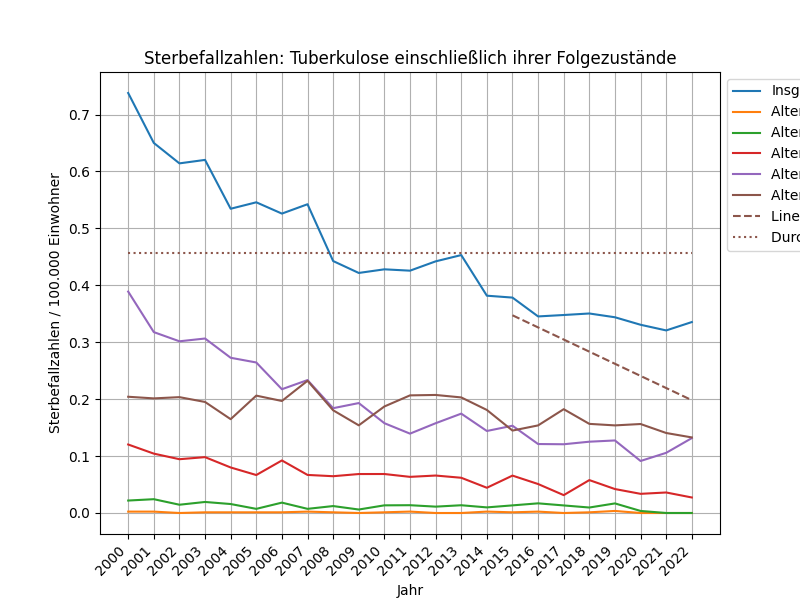 Sterbefallzahlen: Tuberkulose einschließlich ihrer Folgezustände
Sterbefallzahlen / 100.000 Einwohner
0.7
0.6
0.5
0.4
0.3
0.2
0.1
0.0
2000
2001
2002
2003
2004
2005
2006
2007
2008
2009
2010
2011
2012
2013
2014
2015
2016
2017
2018
2019
2020
2021
2022
Jahr
Insg
Alter
Alter
Alter
Alter
Alter
Line
Durc